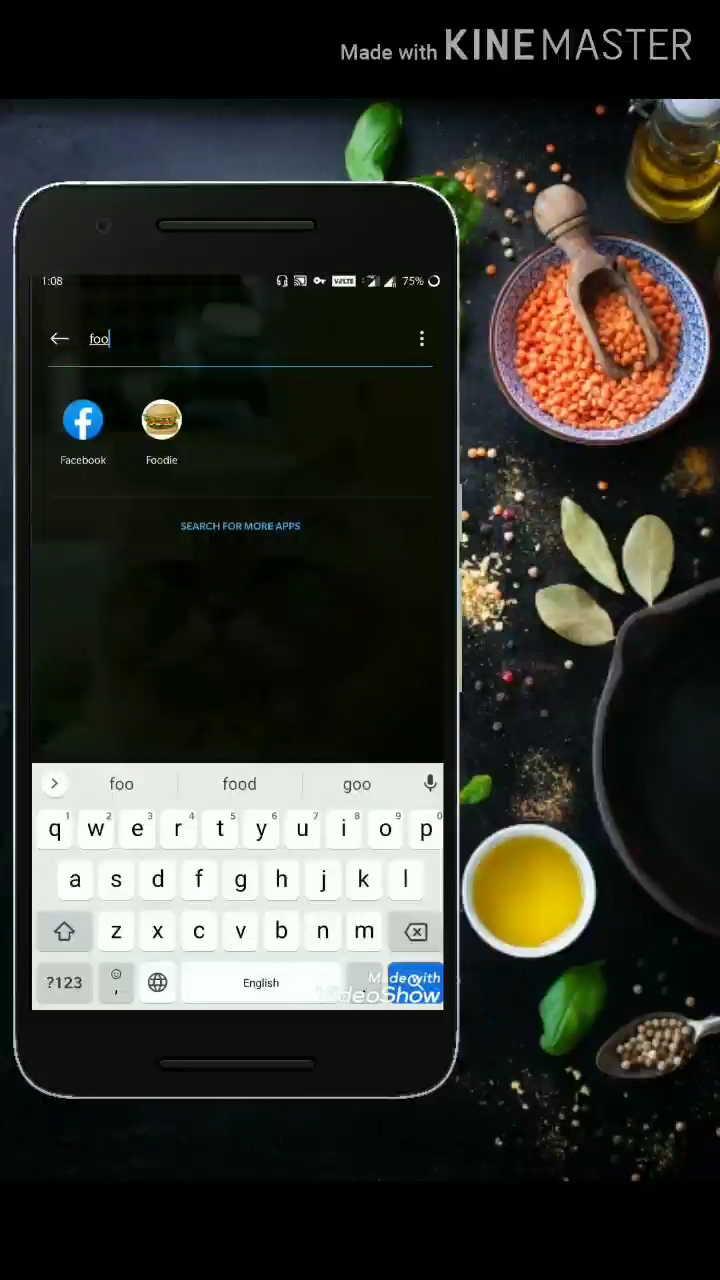 Made with KINEMASTER
1:08 VoLTE 75%
foo
Facebook Foodie
SEARCH FOR MORE APPS
foo food goo
1 2 3 4 5 6 7 8 9 0
q w e r t y u i o p
a s d f g h j k l
z x c v b n m
?123 , English .
Made with
VideoShow